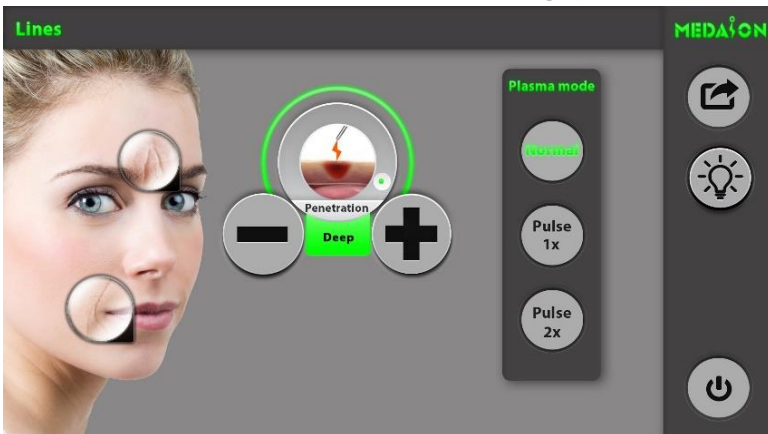 Lines
MEDAION
Plasma mode
Normal
Penetration
Deep
Pulse
1x
Pulse
2x